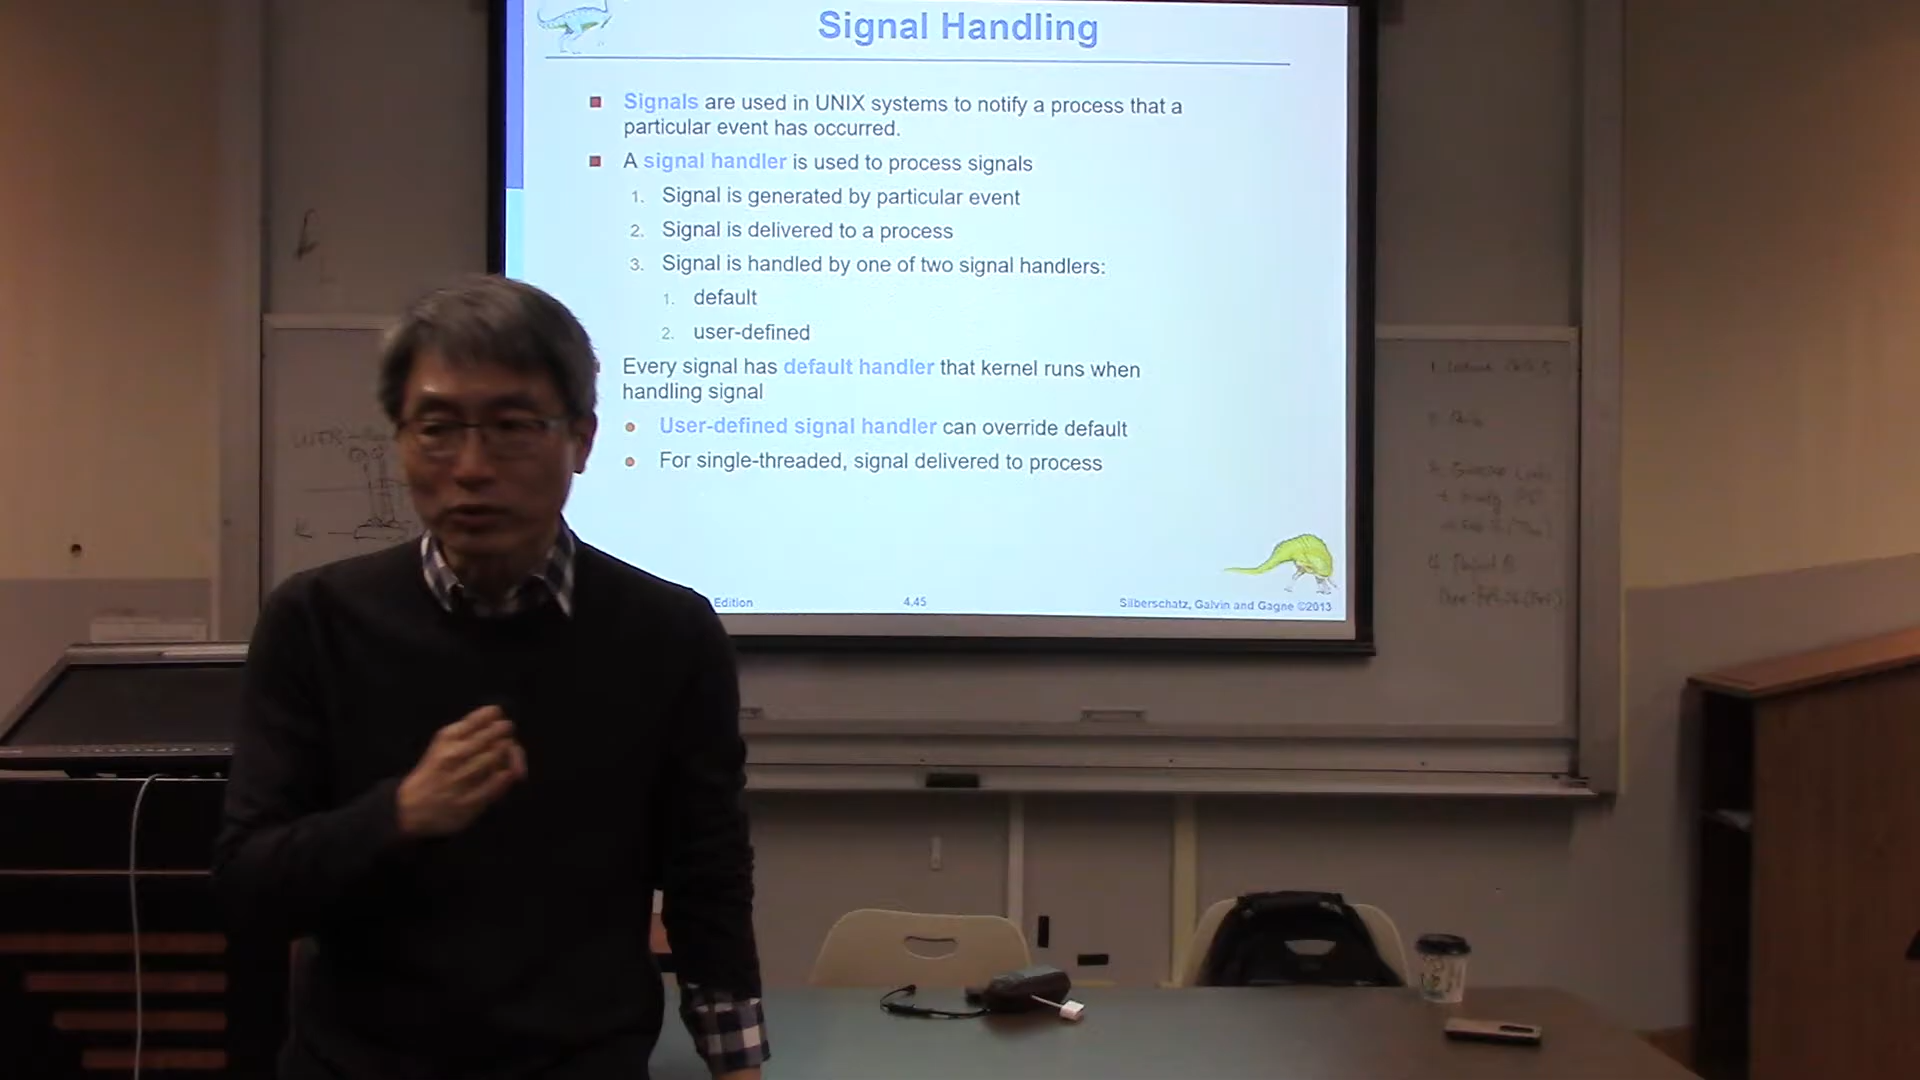 Signal Handling
Signals are used in UNIX systems to notify a process that a
particular event has occurred.
A signal handler is used to process signals
1. Signal is generated by particular event
2. Signal is delivered to a process
3. Signal is handled by one of two signal handlers:
1. default
2. user-defined
Every signal has default handler that kernel runs when
handling signal
User-defined signal handler can override default
For single-threaded, signal delivered to process
Edition 4.45 Silberschatz, Galvin and Gagne ©2013